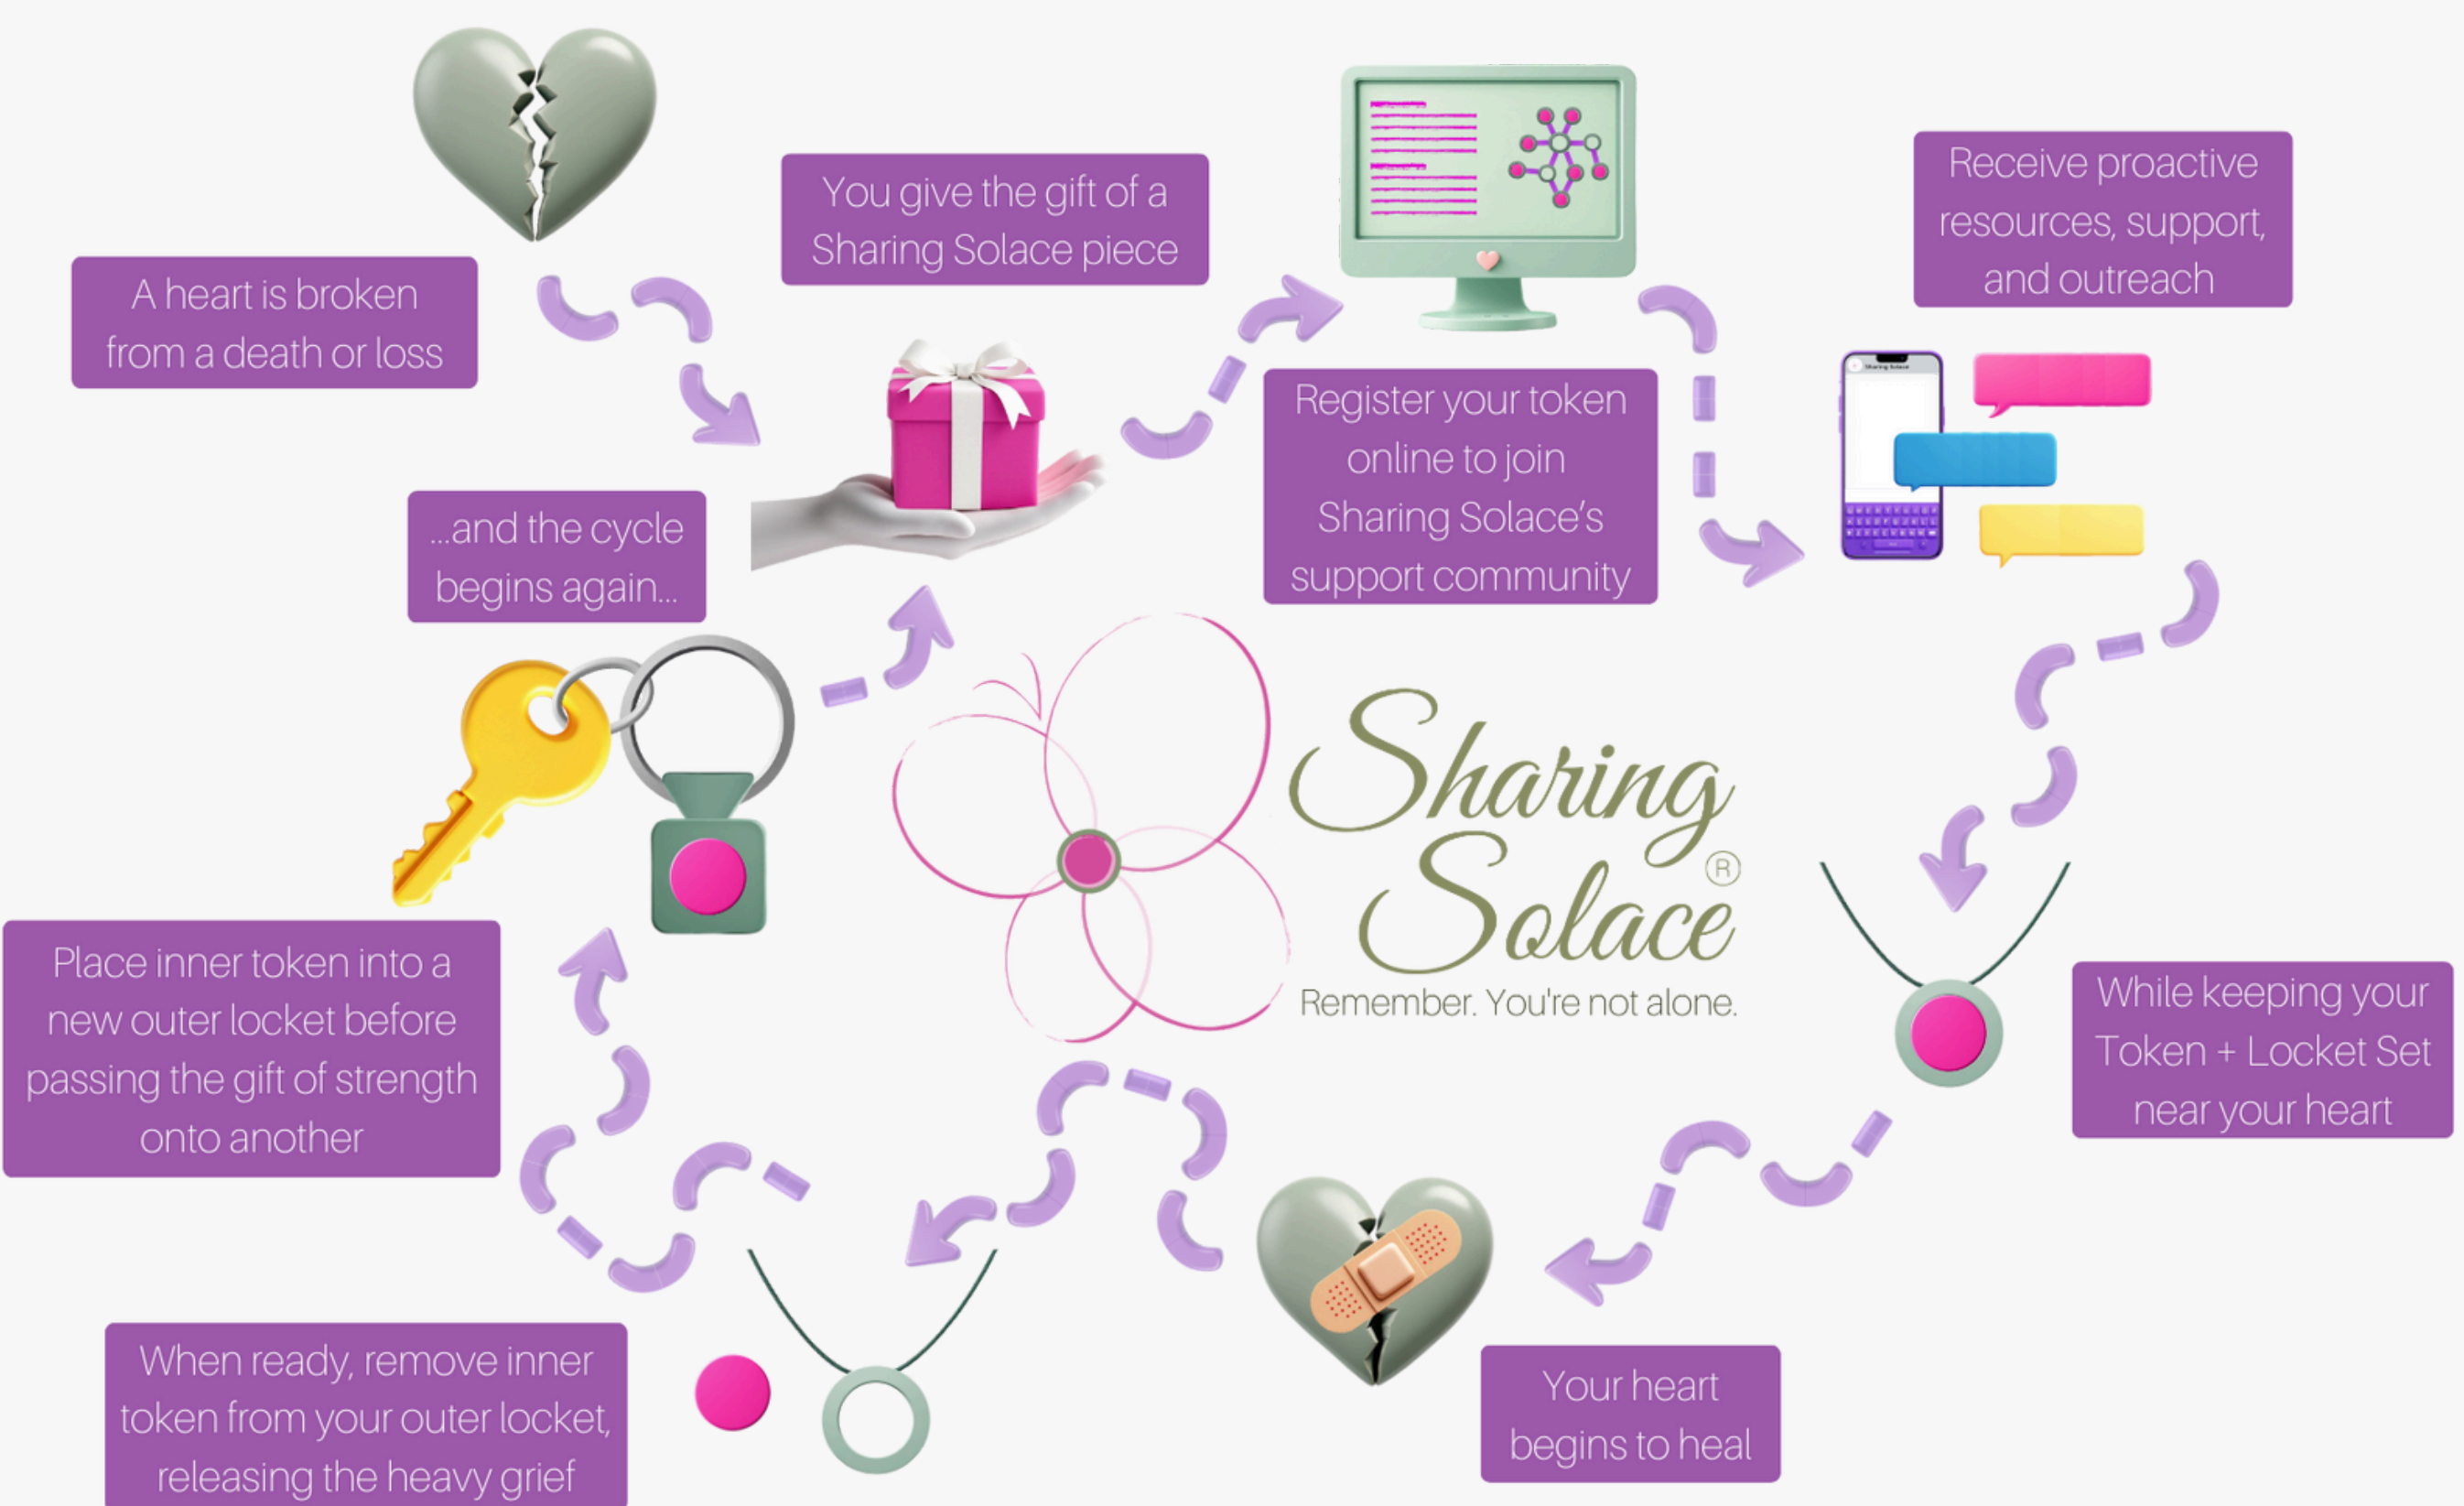 A heart is broken
from a death or loss
You give the gift of a
Sharing Solace piece
Register your token
online to join
Sharing Solace's
support community
Receive proactive
resources, support,
and outreach
Sharing Solace
While keeping your
Token + Locket Set
near your heart
Your heart
begins to heal
When ready, remove inner
token from your outer locket,
releasing the heavy grief
Place inner token into a
new outer locket before
passing the gift of strength
onto another
...and the cycle
begins again...
Sharing
Solace
®
Remember. You're not alone.